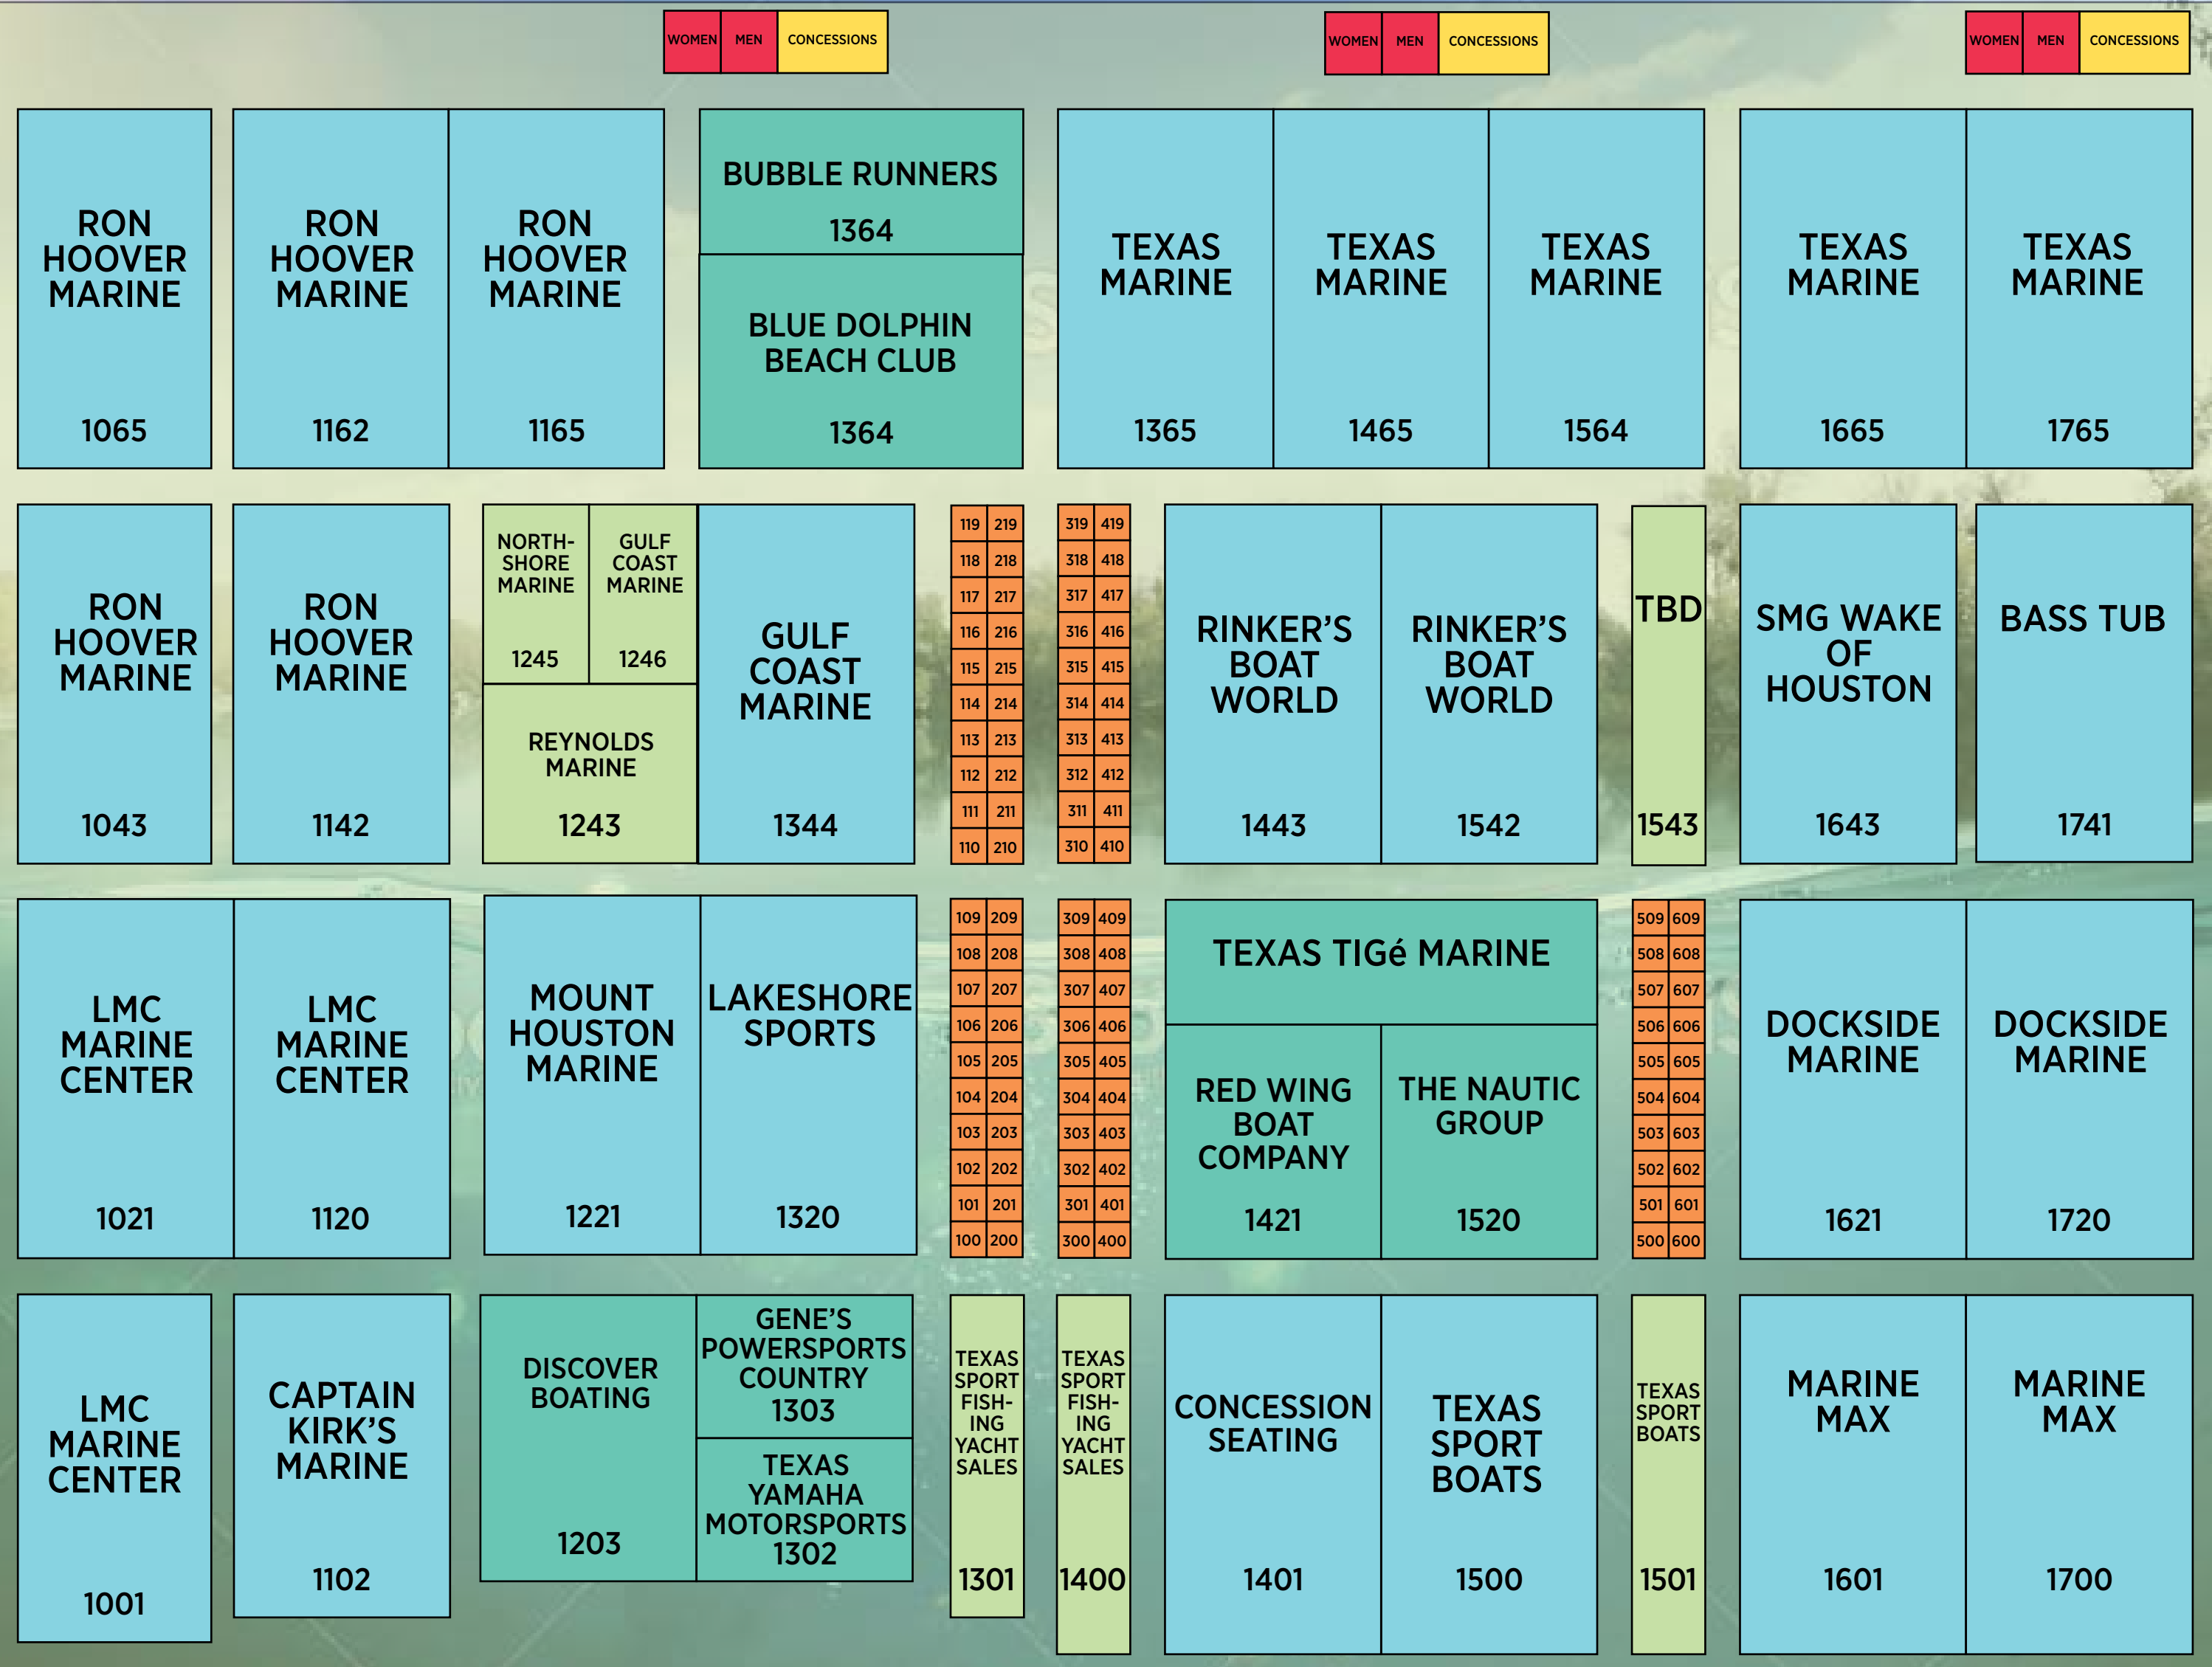 WOMEN MEN CONCESSIONS
WOMEN MEN CONCESSIONS
WOMEN MEN CONCESSIONS
RON
HOOVER
MARINE
1065
RON
HOOVER
MARINE
1162
RON
HOOVER
MARINE
1165
BUBBLE RUNNERS
1364
BLUE DOLPHIN
BEACH CLUB
1364
TEXAS
MARINE
1365
TEXAS
MARINE
1465
TEXAS
MARINE
1564
TEXAS
MARINE
1665
TEXAS
MARINE
1765
RON
HOOVER
MARINE
1043
RON
HOOVER
MARINE
1142
NORTH-
SHORE
MARINE
1245
GULF
COAST
MARINE
1246
REYNOLDS
MARINE
1243
GULF
COAST
MARINE
1344
119 219
118 218
117 217
116 216
115 215
114 214
113 213
112 212
111 211
110 210
319 419
318 418
317 417
316 416
315 415
314 414
313 413
312 412
311 411
310 410
RINKER'S
BOAT
WORLD
1443
RINKER'S
BOAT
WORLD
1542
TBD
1543
SMG WAKE
OF
HOUSTON
1643
BASS TUB
1741
LMC
MARINE
CENTER
1021
LMC
MARINE
CENTER
1120
MOUNT
HOUSTON
MARINE
1221
LAKESHORE
SPORTS
1320
109 209
108 208
107 207
106 206
105 205
104 204
103 203
102 202
101 201
100 200
309 409
308 408
307 407
306 406
305 405
304 404
303 403
302 402
301 401
300 400
TEXAS TIGé MARINE
RED WING
BOAT
COMPANY
1421
THE NAUTIC
GROUP
1520
509 609
508 608
507 607
506 606
505 605
504 604
503 603
502 602
501 601
500 600
DOCKSIDE
MARINE
1621
DOCKSIDE
MARINE
1720
LMC
MARINE
CENTER
1001
CAPTAIN
KIRK'S
MARINE
1102
DISCOVER
BOATING
1203
GENE'S
POWERSPORTS
COUNTRY
1303
TEXAS
YAMAHA
MOTORSPORTS
1302
TEXAS
SPORT
FISH-
ING
YACHT
SALES
1301
TEXAS
SPORT
FISH-
ING
YACHT
SALES
1400
CONCESSION
SEATING
1401
TEXAS
SPORT
BOATS
1500
TEXAS
SPORT
BOATS
1501
MARINE
MAX
1601
MARINE
MAX
1700